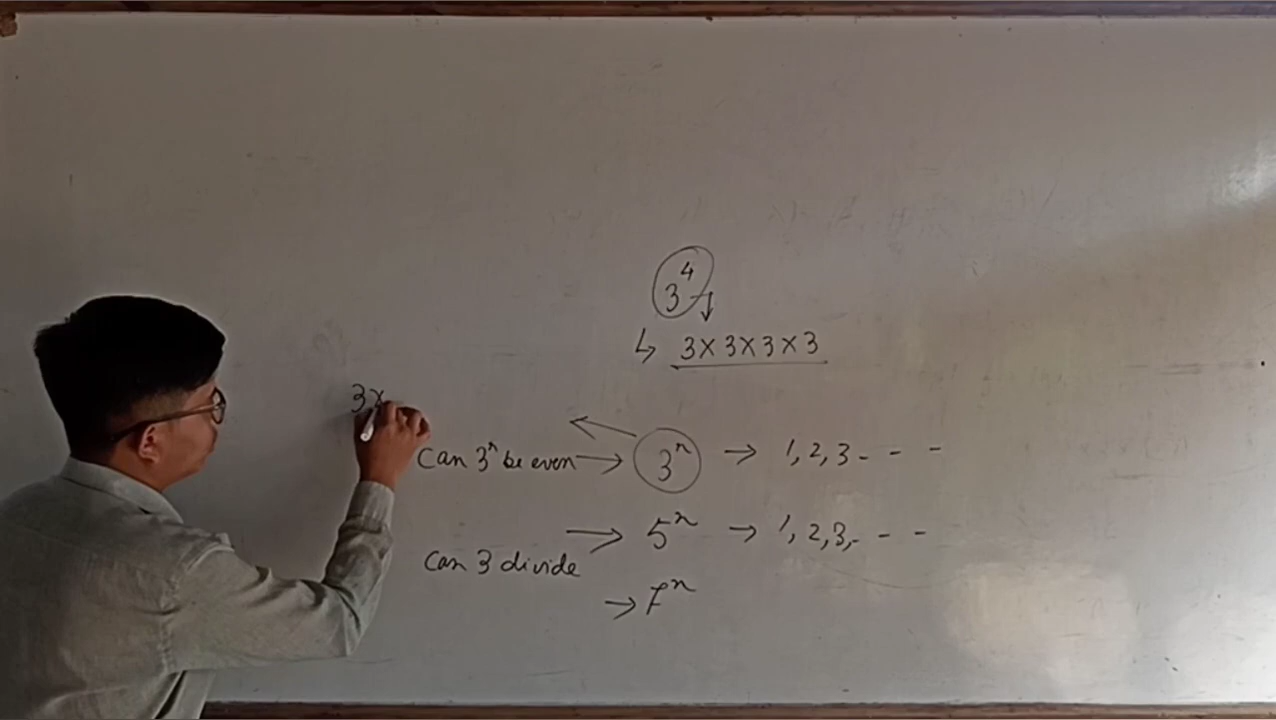 3⁴
↳ 3×3×3×3
3×
Can 3ⁿ be even → 3ⁿ → 1, 2, 3 - - -
→ 5ⁿ → 1, 2, 3, - - -
Can 3 divide
→ 7ⁿ